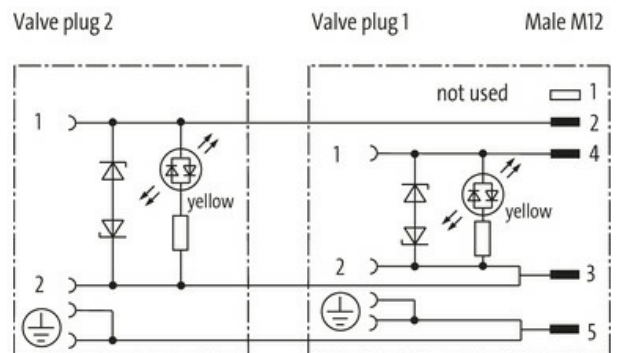 Valve plug 2 Valve plug 1 Male M12
not used 1
1 2
1 4
yellow
yellow
2 3
2
5